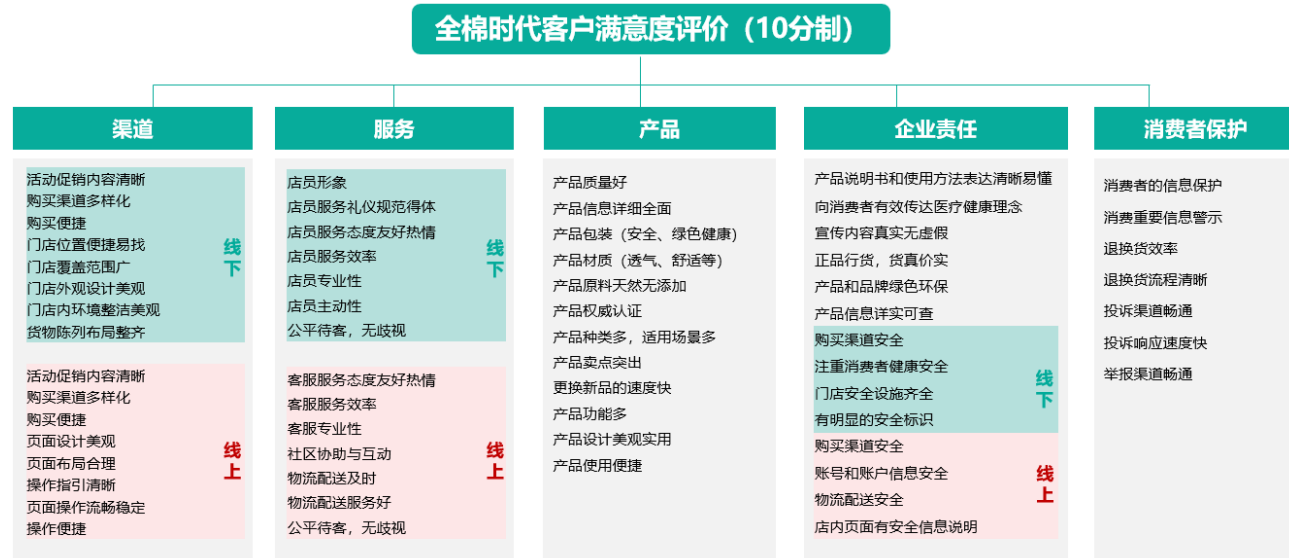 全棉时代客户满意度评价（10分制）
渠道
活动促销内容清晰
购买渠道多样化
购买便捷
门店位置便捷易找
门店覆盖范围广
门店外观设计美观
门店内环境整洁美观
货物陈列布局整齐
线下
活动促销内容清晰
购买渠道多样化
购买便捷
页面设计美观
页面布局合理
操作指引清晰
页面操作流畅稳定
操作便捷
线上
服务
店员形象
店员服务礼仪规范得体
店员服务态度友好热情
店员服务效率
店员专业性
店员主动性
公平待客，无歧视
线下
客服服务态度友好热情
客服服务效率
客服专业性
社区协助与互动
物流配送及时
物流配送服务好
公平待客，无歧视
线上
产品
产品质量好
产品信息详细全面
产品包装（安全、绿色健康）
产品材质（透气、舒适等）
产品原料天然无添加
产品权威认证
产品种类多，适用场景多
产品卖点突出
更换新品的速度快
产品功能多
产品设计美观实用
产品使用便捷
企业责任
产品说明书和使用方法表达清晰易懂
向消费者有效传达医疗健康理念
宣传内容真实无虚假
正品行货，货真价实
产品和品牌绿色环保
产品信息详实可查
购买渠道安全
注重消费者健康安全
门店安全设施齐全
有明显的安全标识
线下
购买渠道安全
账号和账户信息安全
物流配送安全
店内页面有安全信息说明
线上
消费者保护
消费者的信息保护
消费重要信息警示
退换货效率
退换货流程清晰
投诉渠道畅通
投诉响应速度快
举报渠道畅通